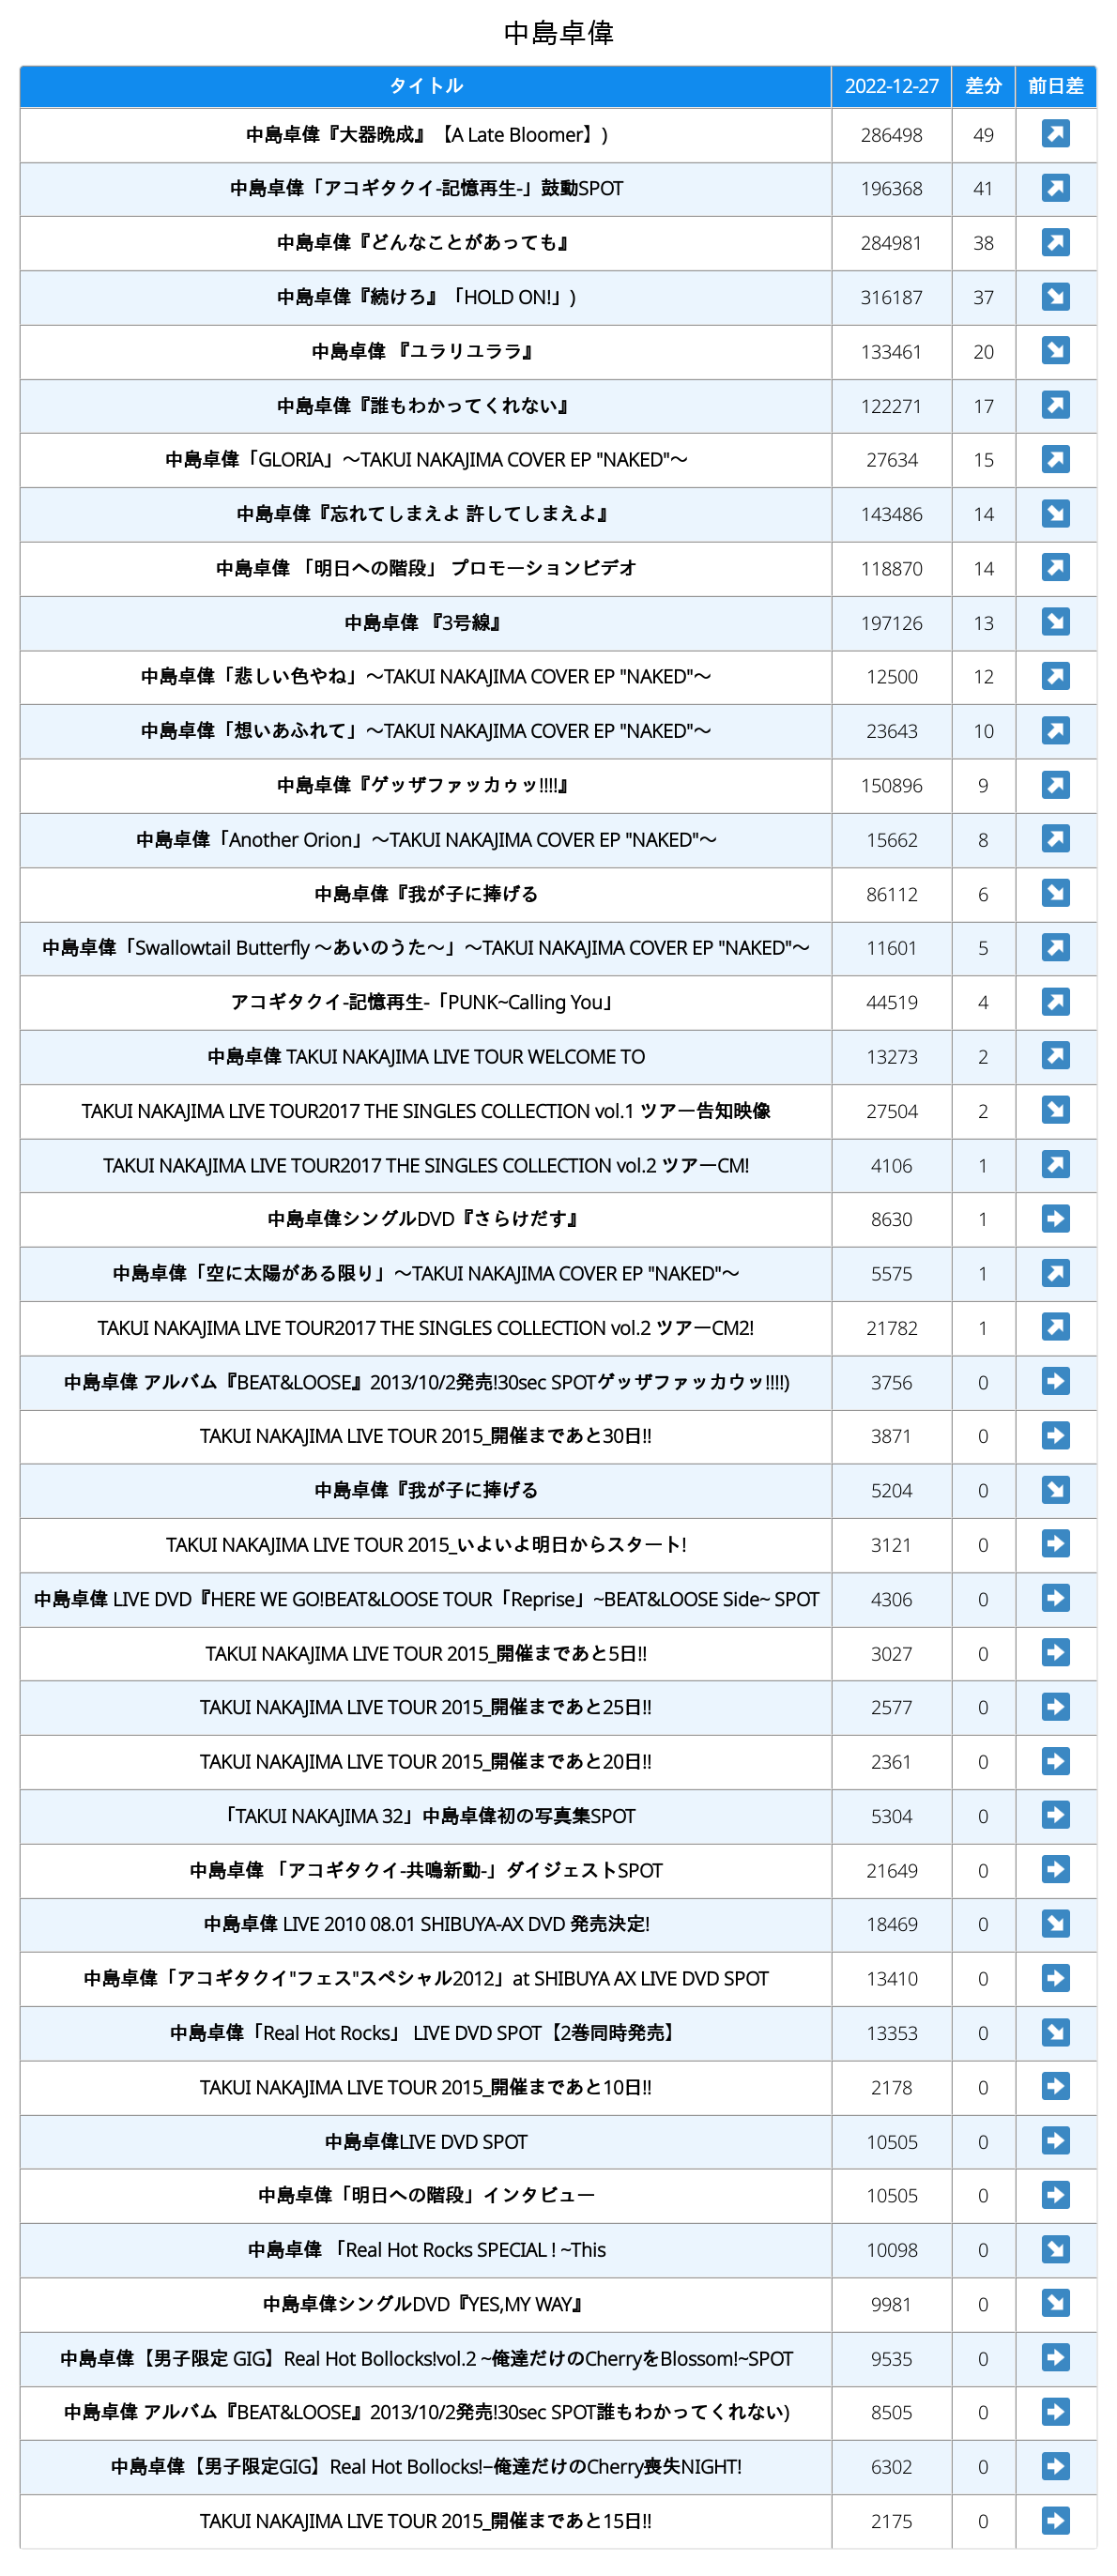 中島卓偉
タイトル 2022-12-27 差分 前日差
中島卓偉『大器晩成』【A Late Bloomer】) 286498 49 ↗
中島卓偉「アコギタクイ-記憶再生-」鼓動SPOT 196368 41 ↗
中島卓偉『どんなことがあっても』 284981 38 ↗
中島卓偉『続けろ』「HOLD ON!」) 316187 37 ↘
中島卓偉 『ユラリユララ』 133461 20 ↘
中島卓偉『誰もわかってくれない』 122271 17 ↗
中島卓偉「GLORIA」〜TAKUI NAKAJIMA COVER EP "NAKED"〜 27634 15 ↗
中島卓偉『忘れてしまえよ 許してしまえよ』 143486 14 ↘
中島卓偉 「明日への階段」 プロモーションビデオ 118870 14 ↗
中島卓偉 『3号線』 197126 13 ↘
中島卓偉「悲しい色やね」〜TAKUI NAKAJIMA COVER EP "NAKED"〜 12500 12 ↗
中島卓偉「想いあふれて」〜TAKUI NAKAJIMA COVER EP "NAKED"〜 23643 10 ↗
中島卓偉『ゲッザファッカゥッ!!!!』 150896 9 ↗
中島卓偉「Another Orion」〜TAKUI NAKAJIMA COVER EP "NAKED"〜 15662 8 ↗
中島卓偉『我が子に捧げる 86112 6 ↘
中島卓偉「Swallowtail Butterfly 〜あいのうた〜」〜TAKUI NAKAJIMA COVER EP "NAKED"〜 11601 5 ↗
アコギタクイ-記憶再生-「PUNK~Calling You」 44519 4 ↗
中島卓偉 TAKUI NAKAJIMA LIVE TOUR WELCOME TO 13273 2 ↗
TAKUI NAKAJIMA LIVE TOUR2017 THE SINGLES COLLECTION vol.1 ツアー告知映像 27504 2 ↘
TAKUI NAKAJIMA LIVE TOUR2017 THE SINGLES COLLECTION vol.2 ツアーCM! 4106 1 ↗
中島卓偉シングルDVD『さらけだす』 8630 1 ➡
中島卓偉「空に太陽がある限り」〜TAKUI NAKAJIMA COVER EP "NAKED"〜 5575 1 ↗
TAKUI NAKAJIMA LIVE TOUR2017 THE SINGLES COLLECTION vol.2 ツアーCM2! 21782 1 ↗
中島卓偉 アルバム『BEAT&LOOSE』2013/10/2発売!30sec SPOTゲッザファッカウッ!!!!) 3756 0 ➡
TAKUI NAKAJIMA LIVE TOUR 2015_開催まであと30日!! 3871 0 ➡
中島卓偉『我が子に捧げる 5204 0 ↘
TAKUI NAKAJIMA LIVE TOUR 2015_いよいよ明日からスタート! 3121 0 ➡
中島卓偉 LIVE DVD『HERE WE GO!BEAT&LOOSE TOUR「Reprise」~BEAT&LOOSE Side~ SPOT 4306 0 ➡
TAKUI NAKAJIMA LIVE TOUR 2015_開催まであと5日!! 3027 0 ➡
TAKUI NAKAJIMA LIVE TOUR 2015_開催まであと25日!! 2577 0 ➡
TAKUI NAKAJIMA LIVE TOUR 2015_開催まであと20日!! 2361 0 ➡
「TAKUI NAKAJIMA 32」中島卓偉初の写真集SPOT 5304 0 ➡
中島卓偉 「アコギタクイ-共鳴新動-」ダイジェストSPOT 21649 0 ➡
中島卓偉 LIVE 2010 08.01 SHIBUYA-AX DVD 発売決定! 18469 0 ↘
中島卓偉「アコギタクイ"フェス"スペシャル2012」at SHIBUYA AX LIVE DVD SPOT 13410 0 ➡
中島卓偉「Real Hot Rocks」 LIVE DVD SPOT【2巻同時発売】 13353 0 ↘
TAKUI NAKAJIMA LIVE TOUR 2015_開催まであと10日!! 2178 0 ➡
中島卓偉LIVE DVD SPOT 10505 0 ➡
中島卓偉「明日への階段」インタビュー 10505 0 ➡
中島卓偉 「Real Hot Rocks SPECIAL ! ~This 10098 0 ↘
中島卓偉シングルDVD『YES,MY WAY』 9981 0 ↘
中島卓偉【男子限定 GIG】Real Hot Bollocks!vol.2 ~俺達だけのCherryをBlossom!~SPOT 9535 0 ➡
中島卓偉 アルバム『BEAT&LOOSE』2013/10/2発売!30sec SPOT誰もわかってくれない) 8505 0 ➡
中島卓偉【男子限定GIG】Real Hot Bollocks!−俺達だけのCherry喪失NIGHT! 6302 0 ➡
TAKUI NAKAJIMA LIVE TOUR 2015_開催まであと15日!! 2175 0 ➡